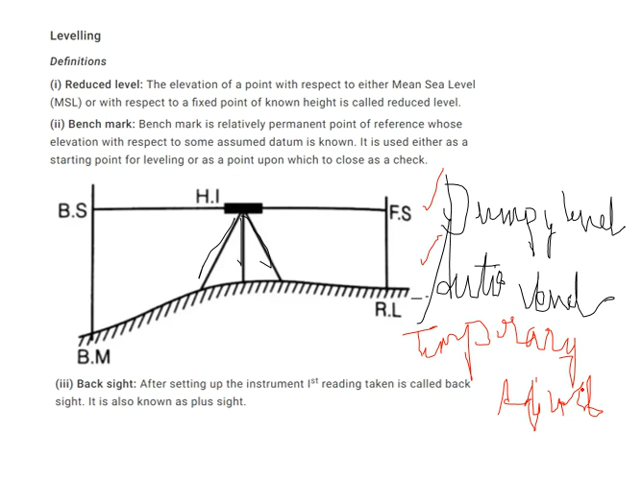 Levelling
Definitions
(i) Reduced level: The elevation of a point with respect to either Mean Sea Level
(MSL) or with respect to a fixed point of known height is called reduced level.
(ii) Bench mark: Bench mark is relatively permanent point of reference whose
elevation with respect to some assumed datum is known. It is used either as a
starting point for leveling or as a point upon which to close as a check.
H.I
B.S
F.S
Dumpy level
Auto
R.L
Temporary
B.M
(iii) Back sight: After setting up the instrument Iˢᵗ reading taken is called back
sight. It is also known as plus sight.